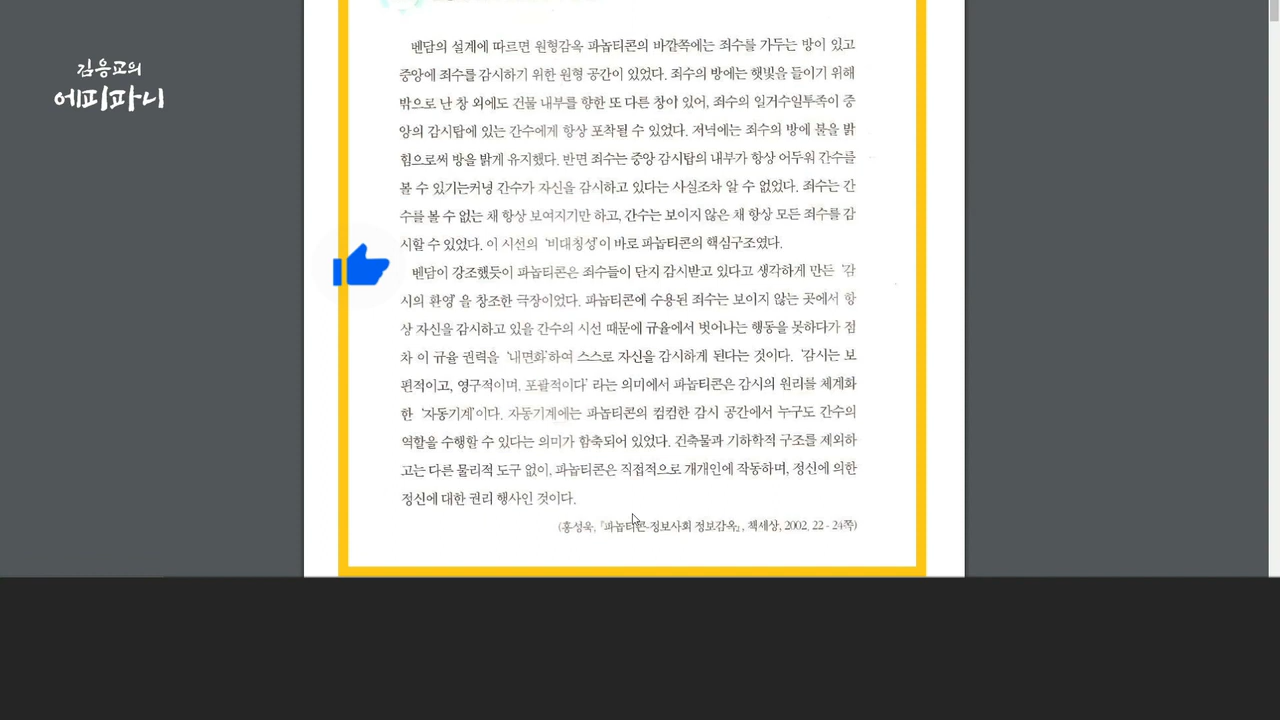 김응교의
에피파니
벤담의 설계에 따르면 원형감옥 파놉티콘의 바깥쪽에는 죄수를 가두는 방이 있고
중앙에 죄수를 감시하기 위한 원형 공간이 있었다. 죄수의 방에는 햇빛을 들이기 위해
밖으로 난 창 외에도 건물 내부를 향한 또 다른 창이 있어, 죄수의 일거수일투족이 중
앙의 감시탑에 있는 간수에게 항상 포착될 수 있었다. 저녁에는 죄수의 방에 불을 밝
힘으로써 방을 밝게 유지했다. 반면 죄수는 중앙 감시탑의 내부가 항상 어두워 간수를
볼 수 있기는커녕 간수가 자신을 감시하고 있다는 사실조차 알 수 없었다. 죄수는 간
수를 볼 수 없는 채 항상 보여지기만 하고, 간수는 보이지 않은 채 항상 모든 죄수를 감
시할 수 있었다. 이 시선의 '비대칭성'이 바로 파놉티콘의 핵심구조였다.
벤담이 강조했듯이 파놉티콘은 죄수들이 단지 감시받고 있다고 생각하게 만든 '감
시의 환영' 을 창조한 극장이었다. 파놉티콘에 수용된 죄수는 보이지 않는 곳에서 항
상 자신을 감시하고 있을 간수의 시선 때문에 규율에서 벗어나는 행동을 못하다가 점
차 이 규율 권력을 '내면화'하여 스스로 자신을 감시하게 된다는 것이다. '감시는 보
편적이고, 영구적이며, 포괄적이다' 라는 의미에서 파놉티콘은 감시의 원리를 체계화
한 '자동기계'이다. 자동기계에는 파놉티콘의 컴컴한 감시 공간에서 누구도 간수의
역할을 수행할 수 있다는 의미가 함축되어 있었다. 건축물과 기하학적 구조를 제외하
고는 다른 물리적 도구 없이, 파놉티콘은 직접적으로 개개인에 작동하며, 정신에 의한
정신에 대한 권리 행사인 것이다.
(홍성욱, 『파놉티콘-정보사회 정보감옥』, 책세상, 2002, 22-24쪽)